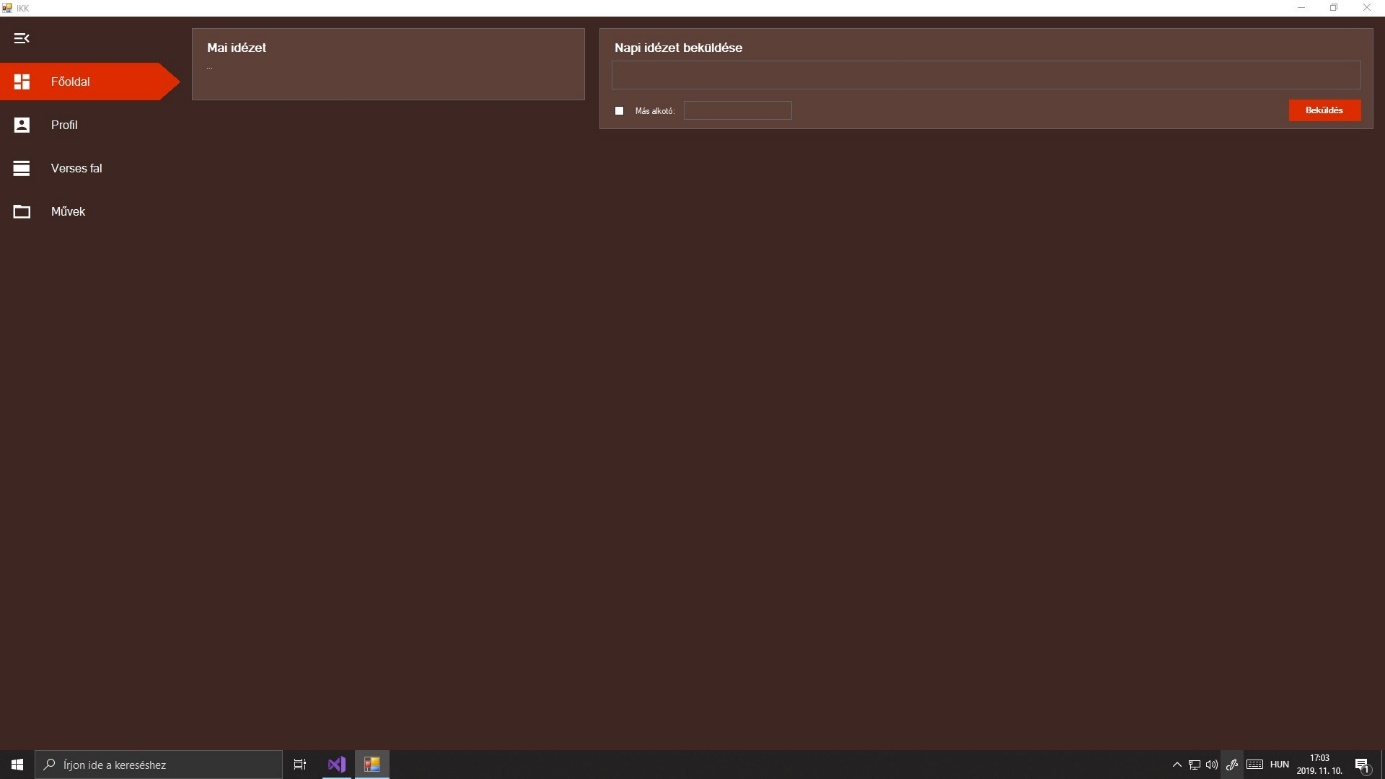 IKK
Mai idézet
...
Napi idézet beküldése
Főoldal
Más alkotó:
Beküldés
Profil
Verses fal
Művek
Írjon ide a kereséshez
HUN
17:03
2019. 11. 10.
1